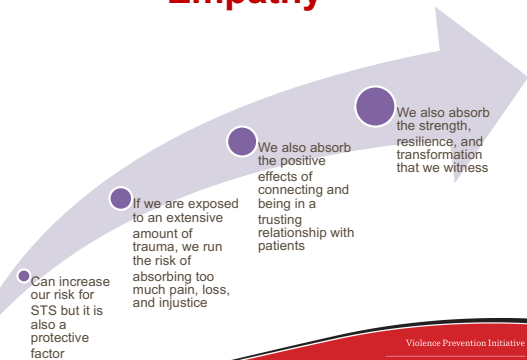 Empathy
Can increase
our risk for
STS but it is
also a
protective
factor
If we are exposed
to an extensive
amount of
trauma, we run
the risk of
absorbing too
much pain, loss,
and injustice
We also absorb
the positive
effects of
connecting and
being in a
trusting
relationship with
patients
We also absorb
the strength,
resilience, and
transformation
that we witness
Violence Prevention Initiative